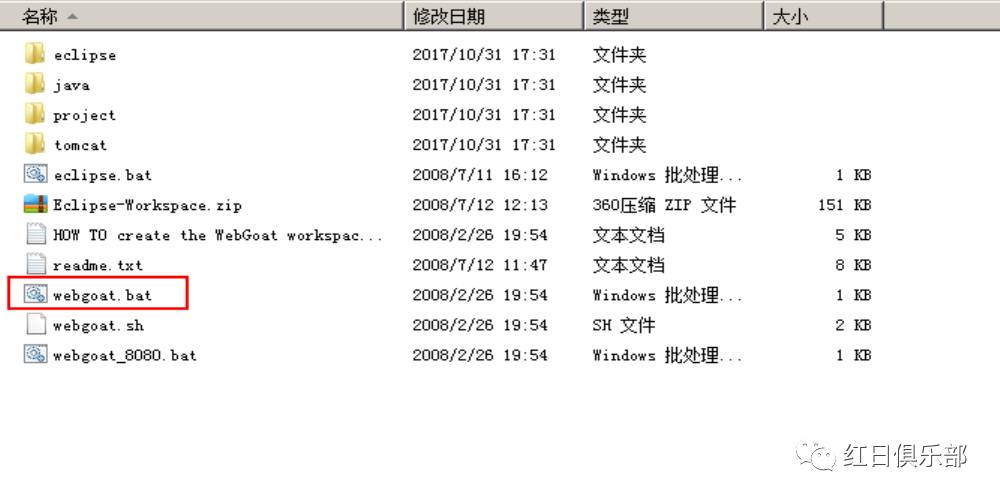 名称 修改日期 类型 大小
eclipse 2017/10/31 17:31 文件夹
java 2017/10/31 17:31 文件夹
project 2017/10/31 17:31 文件夹
tomcat 2017/10/31 17:31 文件夹
eclipse.bat 2008/7/11 16:12 Windows 批处理... 1 KB
Eclipse-Workspace.zip 2008/7/12 12:13 360压缩 ZIP 文件 151 KB
HOW TO create the WebGoat workspac... 2008/2/26 19:54 文本文档 5 KB
readme.txt 2008/7/12 11:47 文本文档 8 KB
webgoat.bat 2008/2/26 19:54 Windows 批处理... 1 KB
webgoat.sh 2008/2/26 19:54 SH 文件 2 KB
webgoat_8080.bat 2008/2/26 19:54 Windows 批处理... 1 KB
红日俱乐部